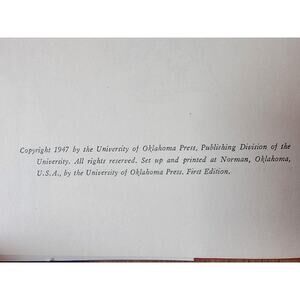 Copyright 1947 by the University of Oklahoma Press, Publishing Division of the
University. All rights reserved. Set up and printed at Norman, Oklahoma,
U.S.A., by the University of Oklahoma Press. First Edition.